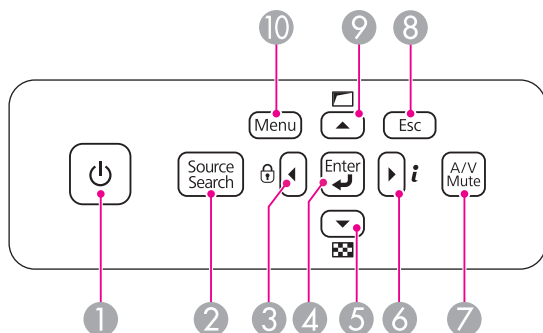 10 9 8
Menu Esc
Source
Search
Enter
i
A/V
Mute
1 2 3 4 5 6 7